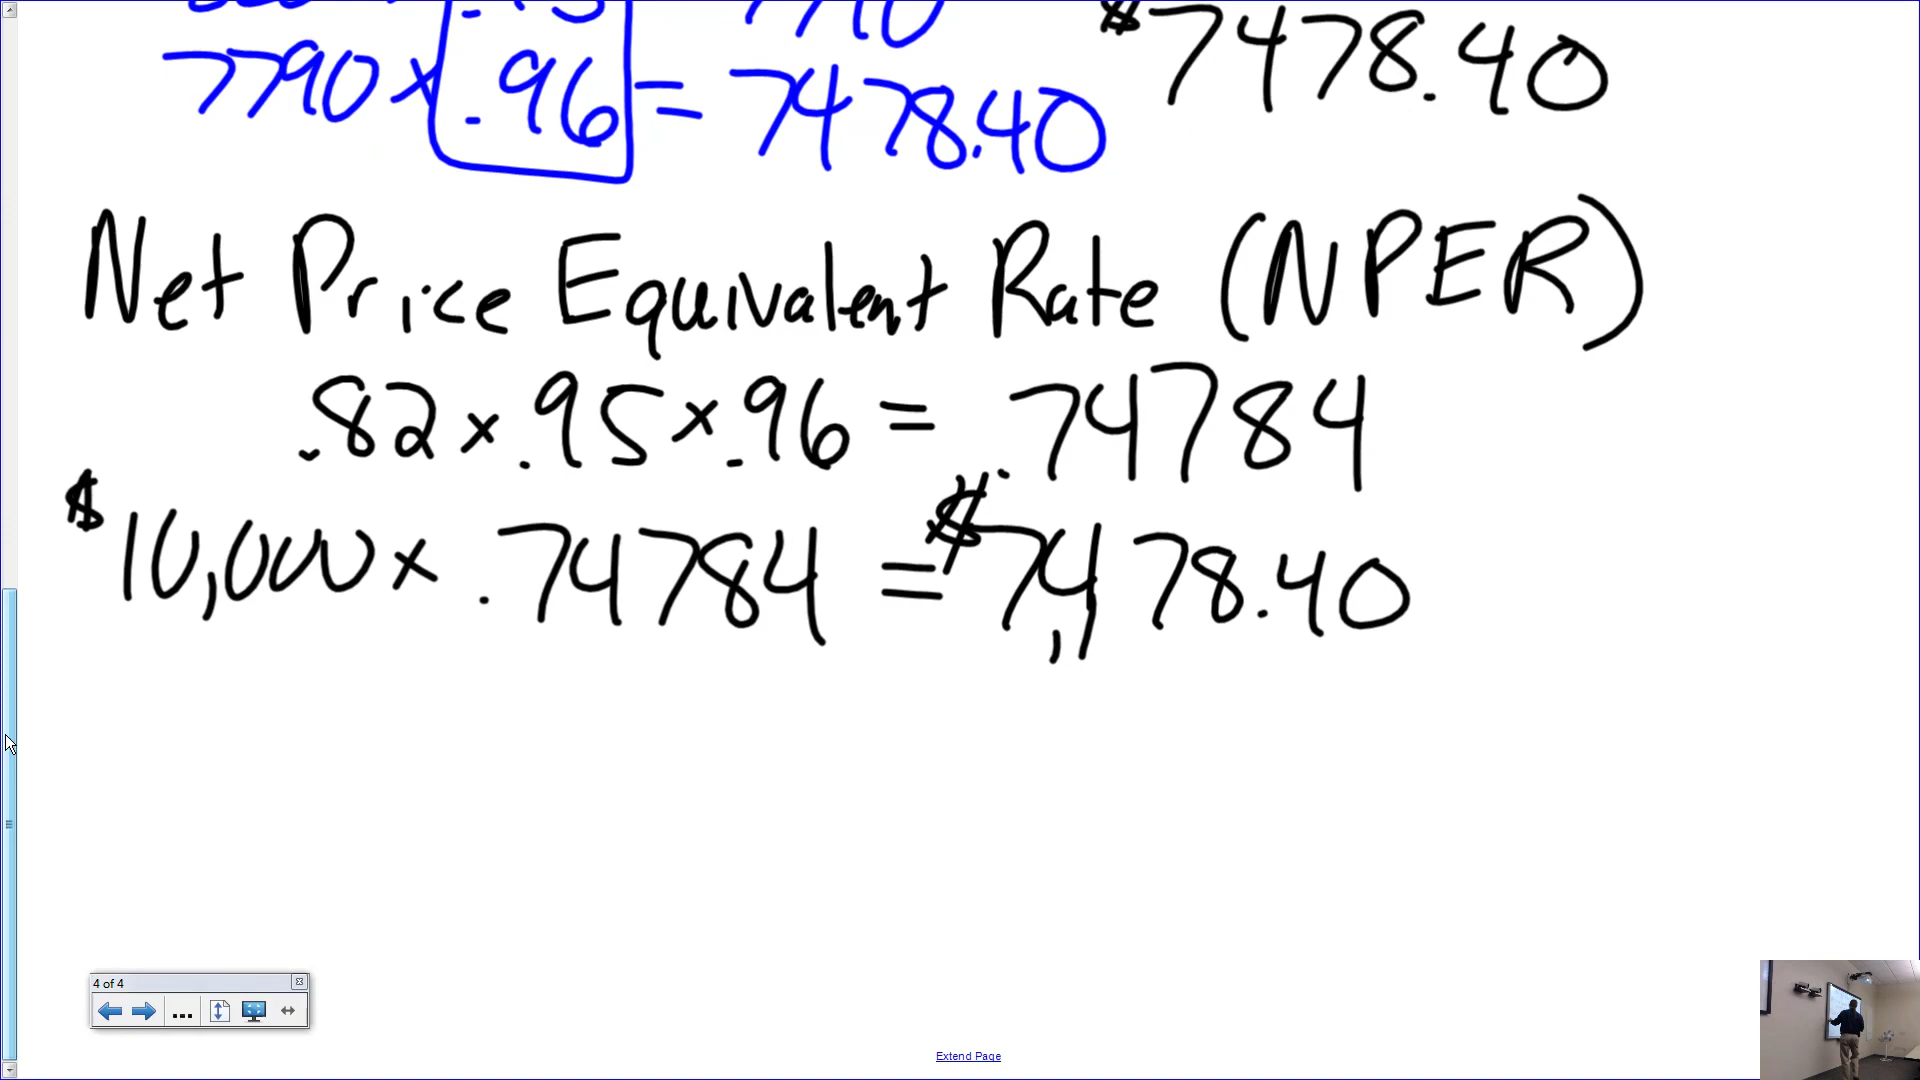 $7478.40
7790 x .96 = 7478.40
Net Price Equivalent Rate (NPER)
.82 x .95 x .96 = .74784
$10,000 x .74784 = $7,478.40
4 of 4
...
Extend Page